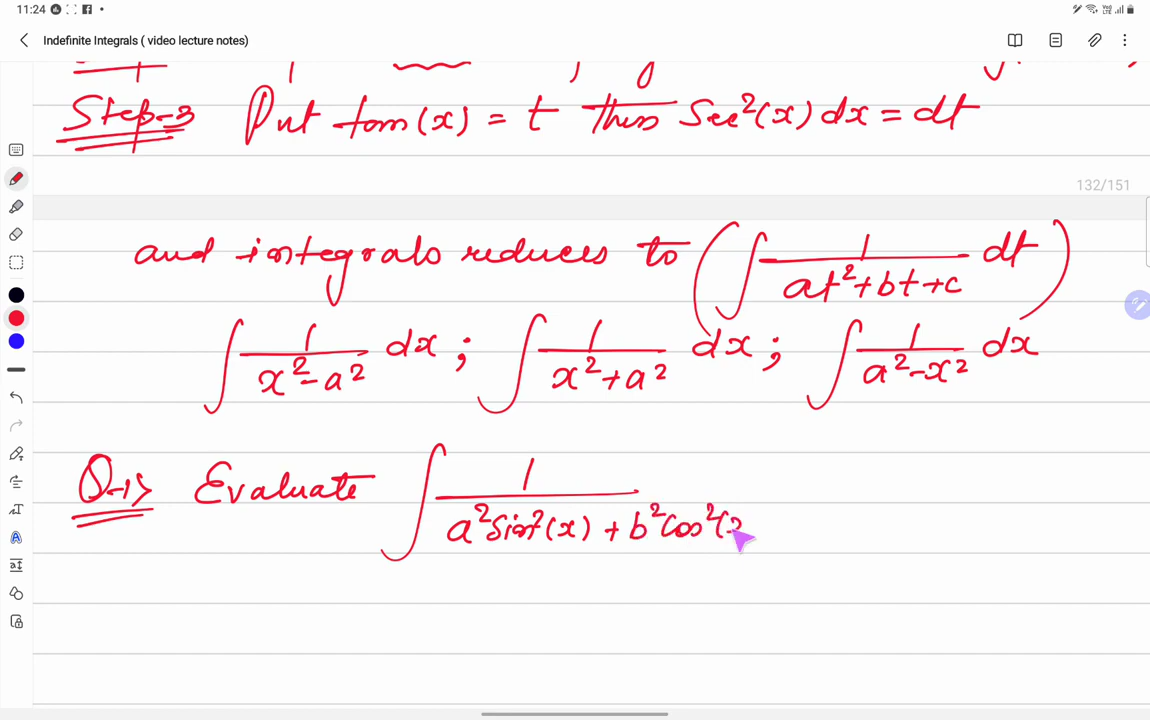 11:24
Indefinite Integrals ( video lecture notes)
Step-3 Put tan(x) = t then Sec²(x) dx = dt
132/151
and integrals reduces to (∫ 1/(at²+bt+c) dt)
∫ 1/(x²-a²) dx ; ∫ 1/(x²+a²) dx ; ∫ 1/(a²-x²) dx
Q-1> Evaluate ∫ 1/(a²Sin²(x) + b²Cos²(